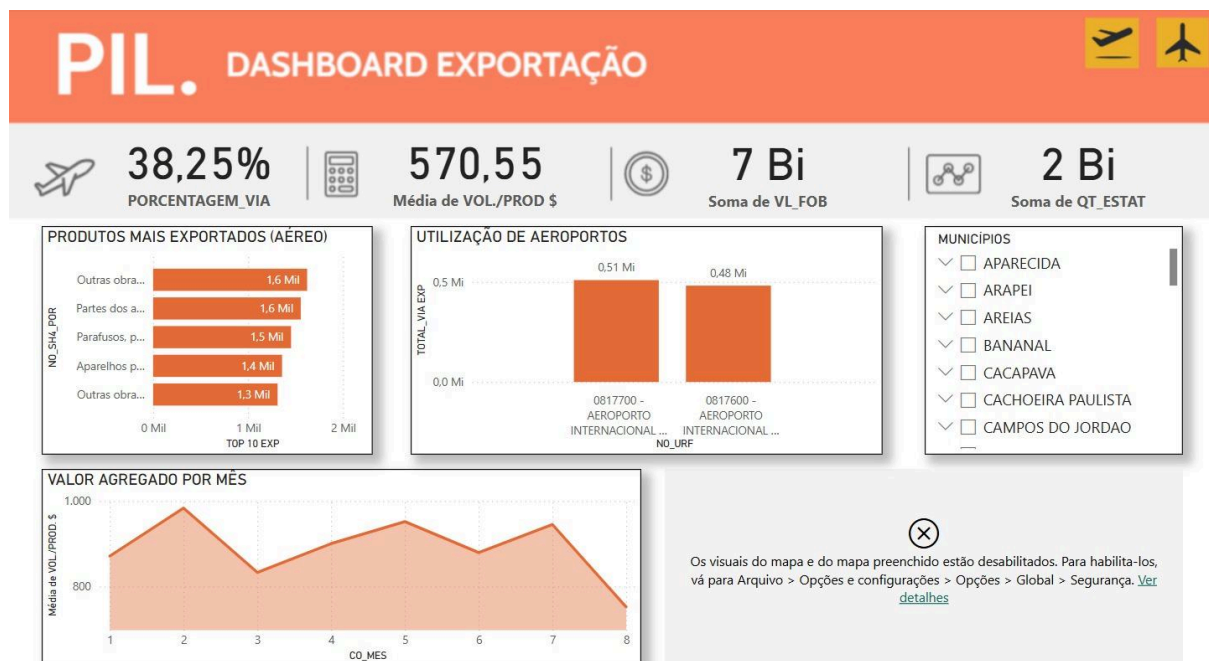 PIL. DASHBOARD EXPORTAÇÃO
38,25%
PORCENTAGEM_VIA
570,55
Média de VOL./PROD $
7 Bi
Soma de VL_FOB
2 Bi
Soma de QT_ESTAT
PRODUTOS MAIS EXPORTADOS (AÉREO)
NO_SH4_POR
Outras obra... 1,6 Mil
Partes dos a... 1,6 Mil
Parafusos, p... 1,5 Mil
Aparelhos p... 1,4 Mil
Outras obra... 1,3 Mil
0 Mil 1 Mil 2 Mil
TOP 10 EXP
UTILIZAÇÃO DE AEROPORTOS
TOTAL_VIA EXP
0,51 Mi 0,48 Mi
0,5 Mi
0,0 Mi
0817700 - 0817600 -
AEROPORTO AEROPORTO
INTERNACIONAL ... INTERNACIONAL ...
NO_URF
MUNICÍPIOS
APARECIDA
ARAPEI
AREIAS
BANANAL
CACAPAVA
CACHOEIRA PAULISTA
CAMPOS DO JORDAO
VALOR AGREGADO POR MÊS
Média de VOL./PROD. $
1.000
800
1 2 3 4 5 6 7 8
CO_MES
Os visuais do mapa e do mapa preenchido estão desabilitados. Para habilita-los,
vá para Arquivo > Opções e configurações > Opções > Global > Segurança. Ver
detalhes